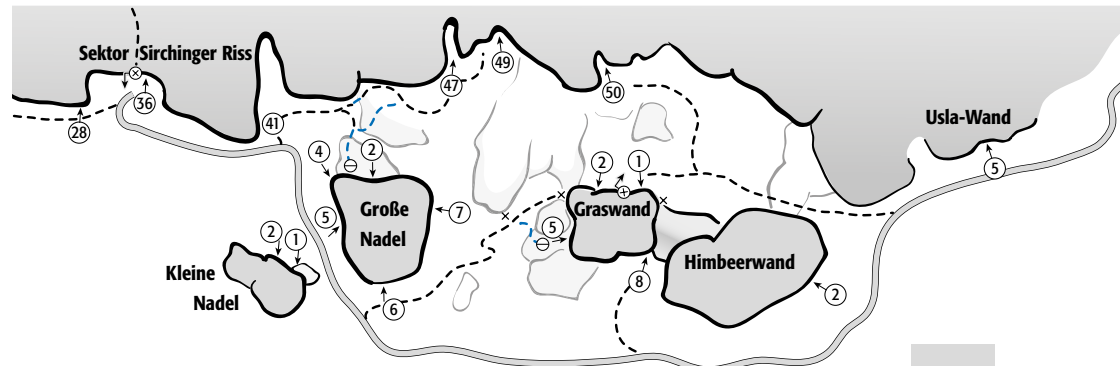 Sektor Sirchinger Riss
49
47
36
50
28
41
Usla-Wand
5
4
2
2
1
Große
Nadel
7
Graswand
5
5
2
1
Kleine
Nadel
Himbeerwand
8
2
6